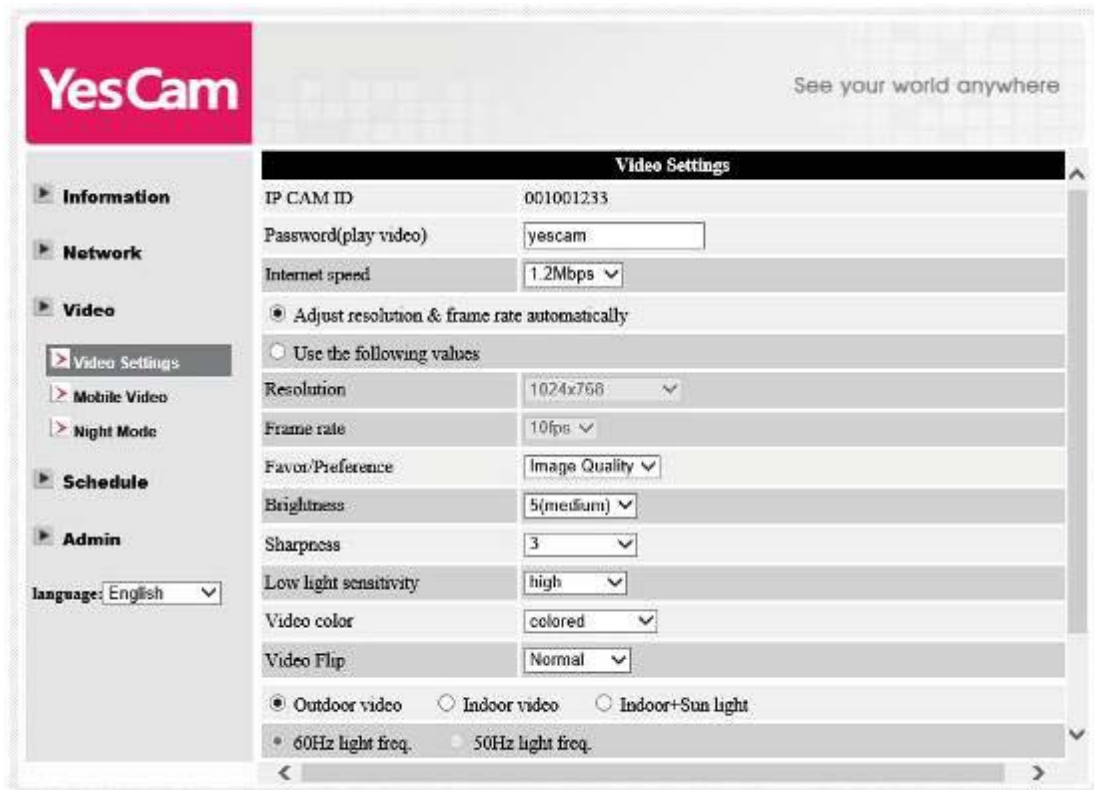 YesCam
See your world anywhere
Information
Network
Video
Video Settings
Mobile Video
Night Mode
Schedule
Admin
language: English
Video Settings
IP CAM ID 001001233
Password(play video) yescam
Internet speed 1.2Mbps
Adjust resolution & frame rate automatically
Use the following values
Resolution 1024x768
Frame rate 10fps
Favor/Preference Image Quality
Brightness 5(medium)
Sharpness 3
Low light sensitivity high
Video color colored
Video Flip Normal
Outdoor video Indoor video Indoor+Sun light
60Hz light freq. 50Hz light freq.